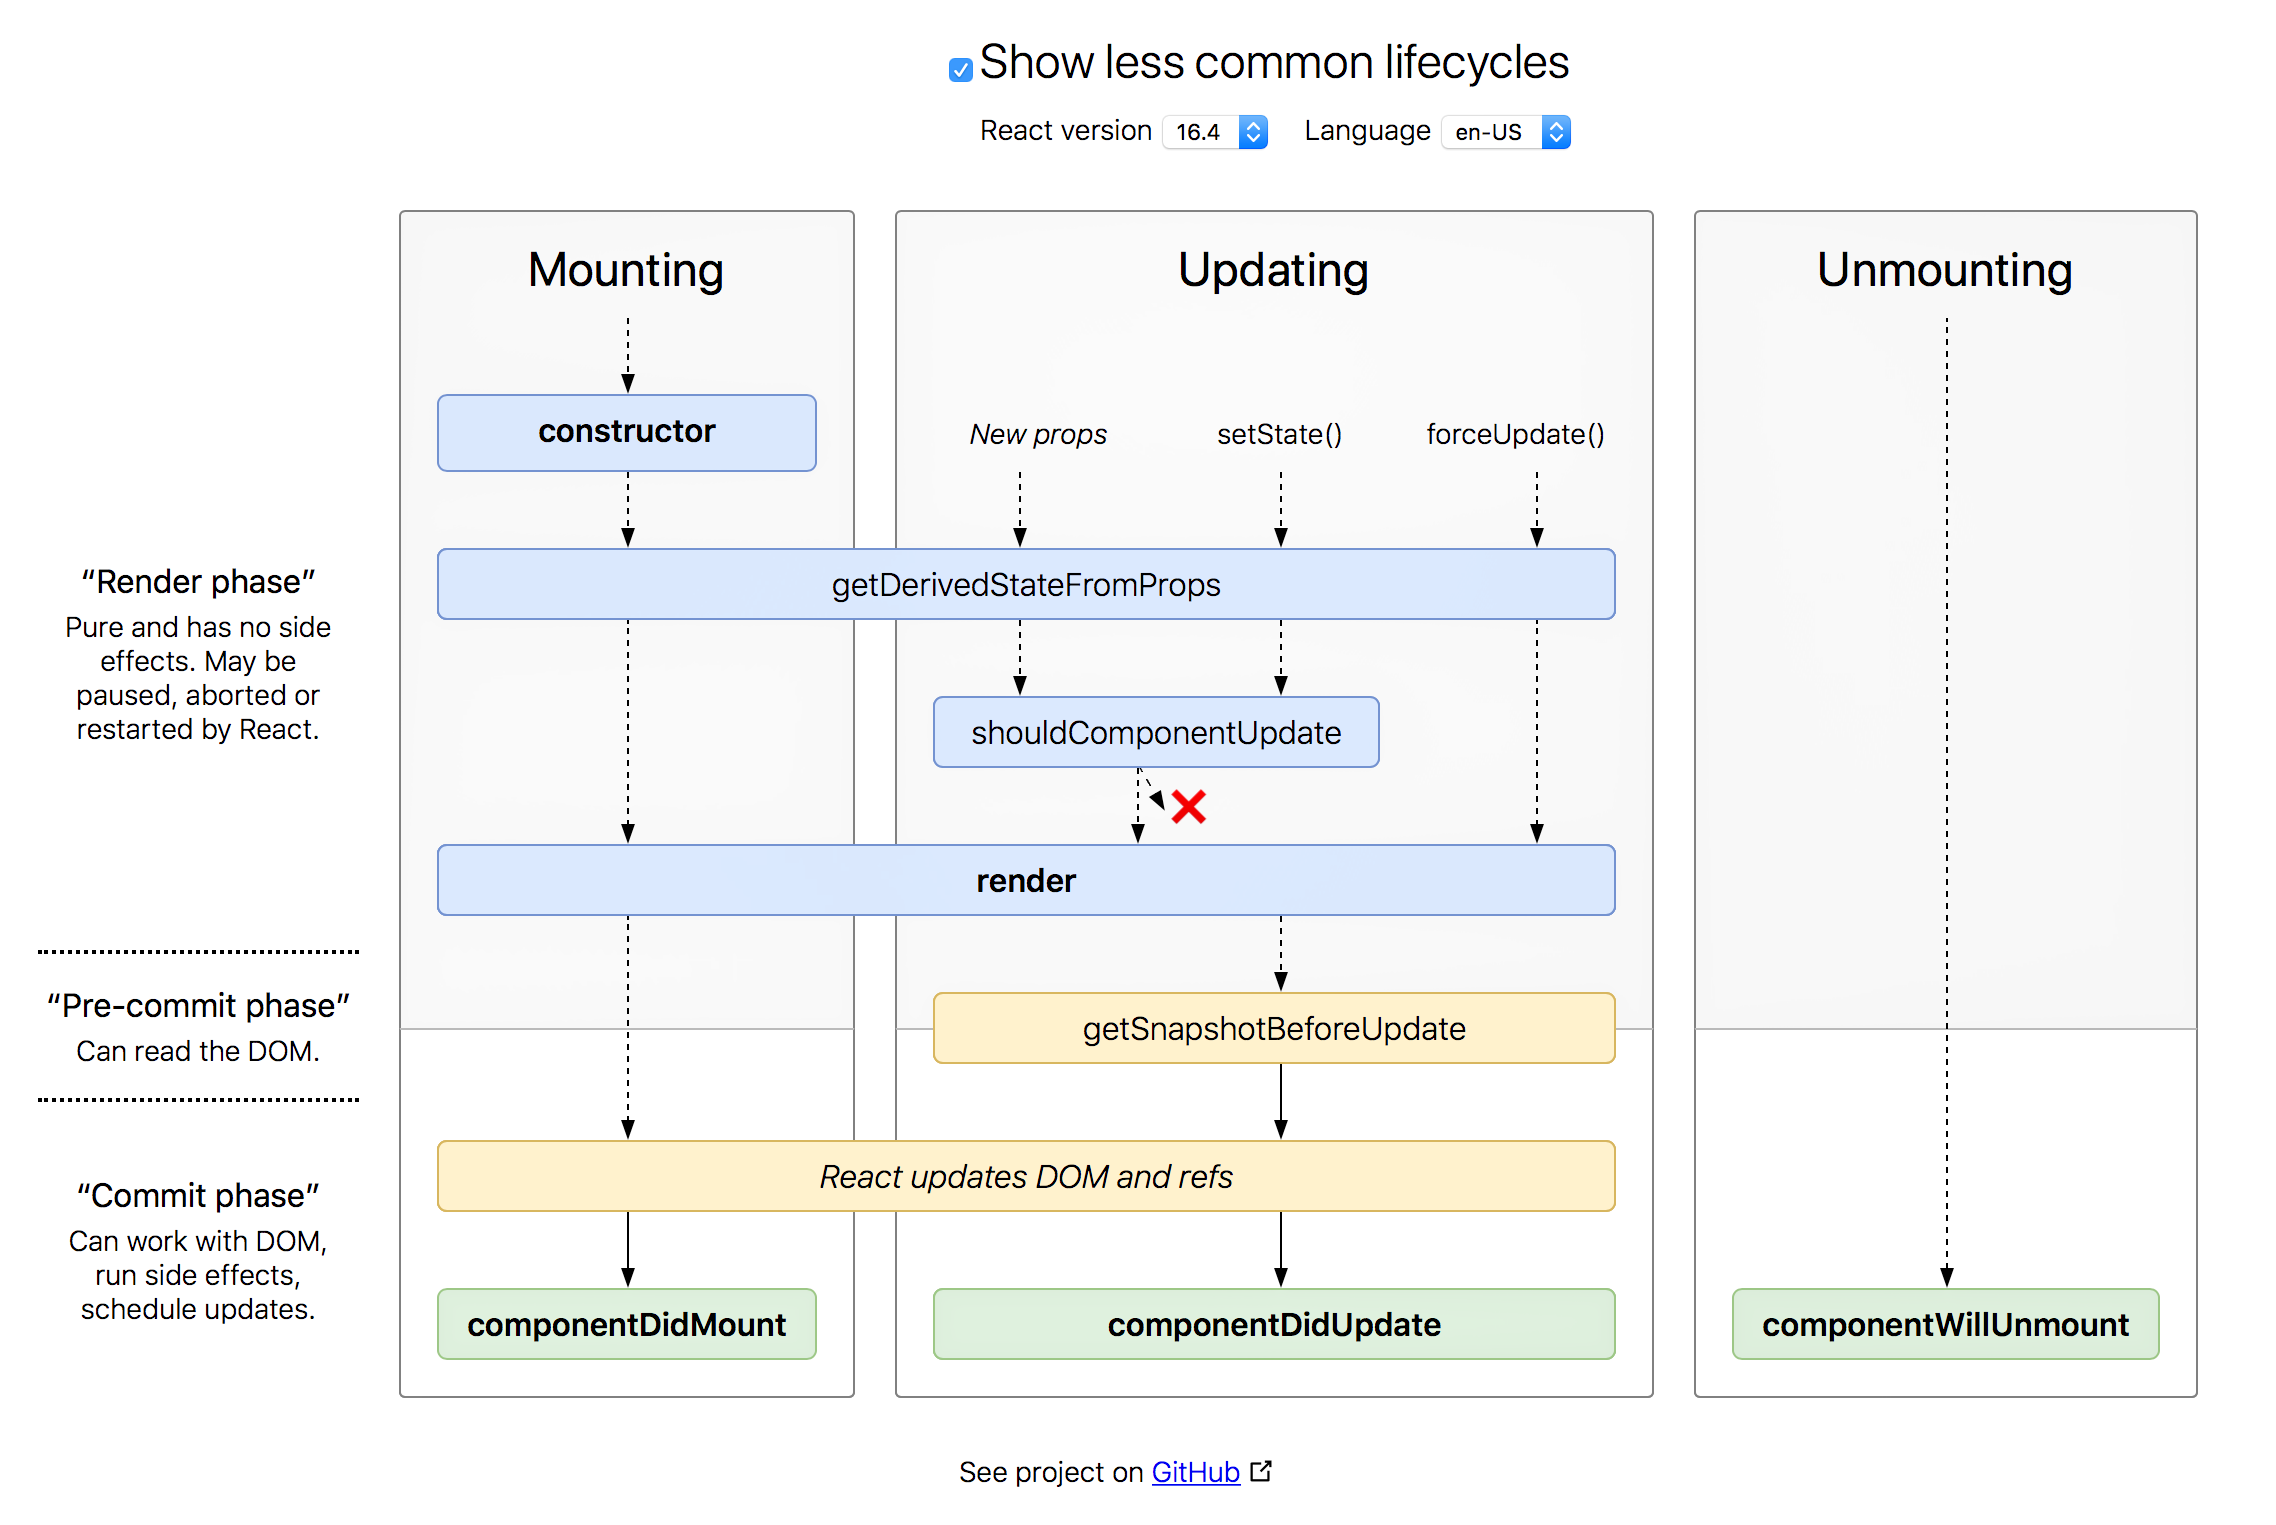 Show less common lifecycles
React version 16.4 Language en-US
Mounting
Updating
Unmounting
constructor
New props
setState()
forceUpdate()
getDerivedStateFromProps
“Render phase”
Pure and has no side
effects. May be
paused, aborted or
restarted by React.
shouldComponentUpdate
render
“Pre-commit phase”
Can read the DOM.
getSnapshotBeforeUpdate
React updates DOM and refs
“Commit phase”
Can work with DOM,
run side effects,
schedule updates.
componentDidMount
componentDidUpdate
componentWillUnmount
See project on GitHub